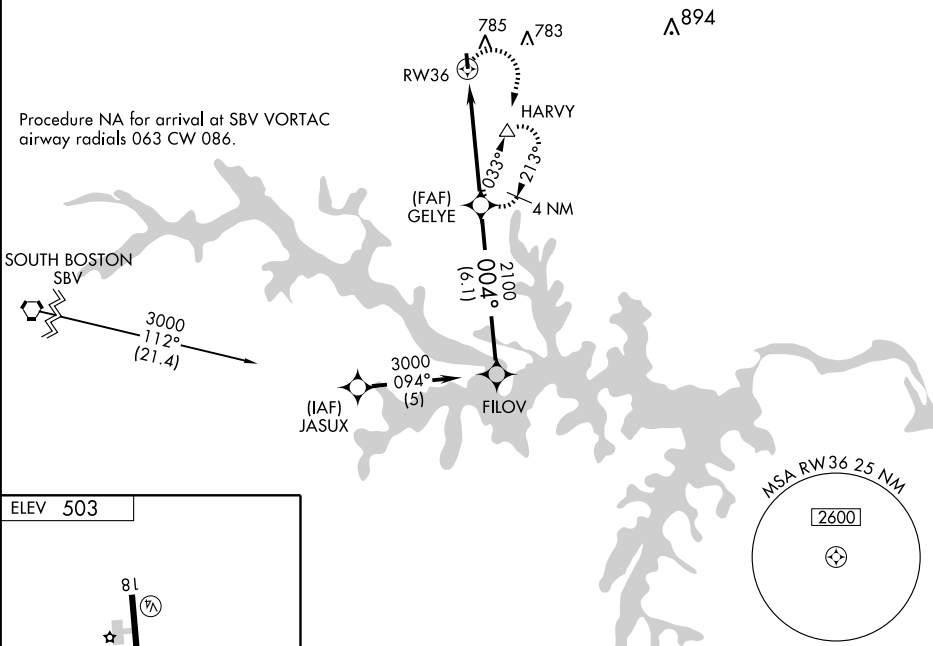 785
783
894
RW36
Procedure NA for arrival at SBV VORTAC
airway radials 063 CW 086.
HARVY
033°
213°
(FAF)
GELYE
4 NM
SOUTH BOSTON
SBV
2100
004°
(6.1)
3000
112°
(21.4)
3000
094°
(5)
(IAF)
JASUX
FILOV
MSA RW36 25 NM
2600
ELEV 503
18
V4